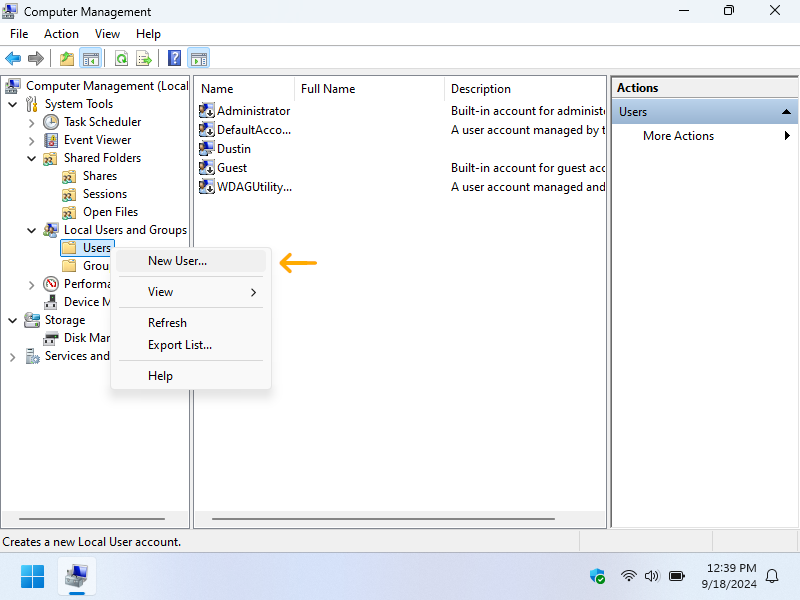 Computer Management
File Action View Help
Computer Management (Local
System Tools
Task Scheduler
Event Viewer
Shared Folders
Shares
Sessions
Open Files
Local Users and Groups
Users
Grou
Performa
Device M
Storage
Disk Mar
Services and
Name Full Name Description
Administrator Built-in account for administe
DefaultAcco... A user account managed by t
Dustin
Guest Built-in account for guest acc
WDAGUtility... A user account managed and
New User...
View
Refresh
Export List...
Help
Actions
Users
More Actions
Creates a new Local User account.
12:39 PM
9/18/2024